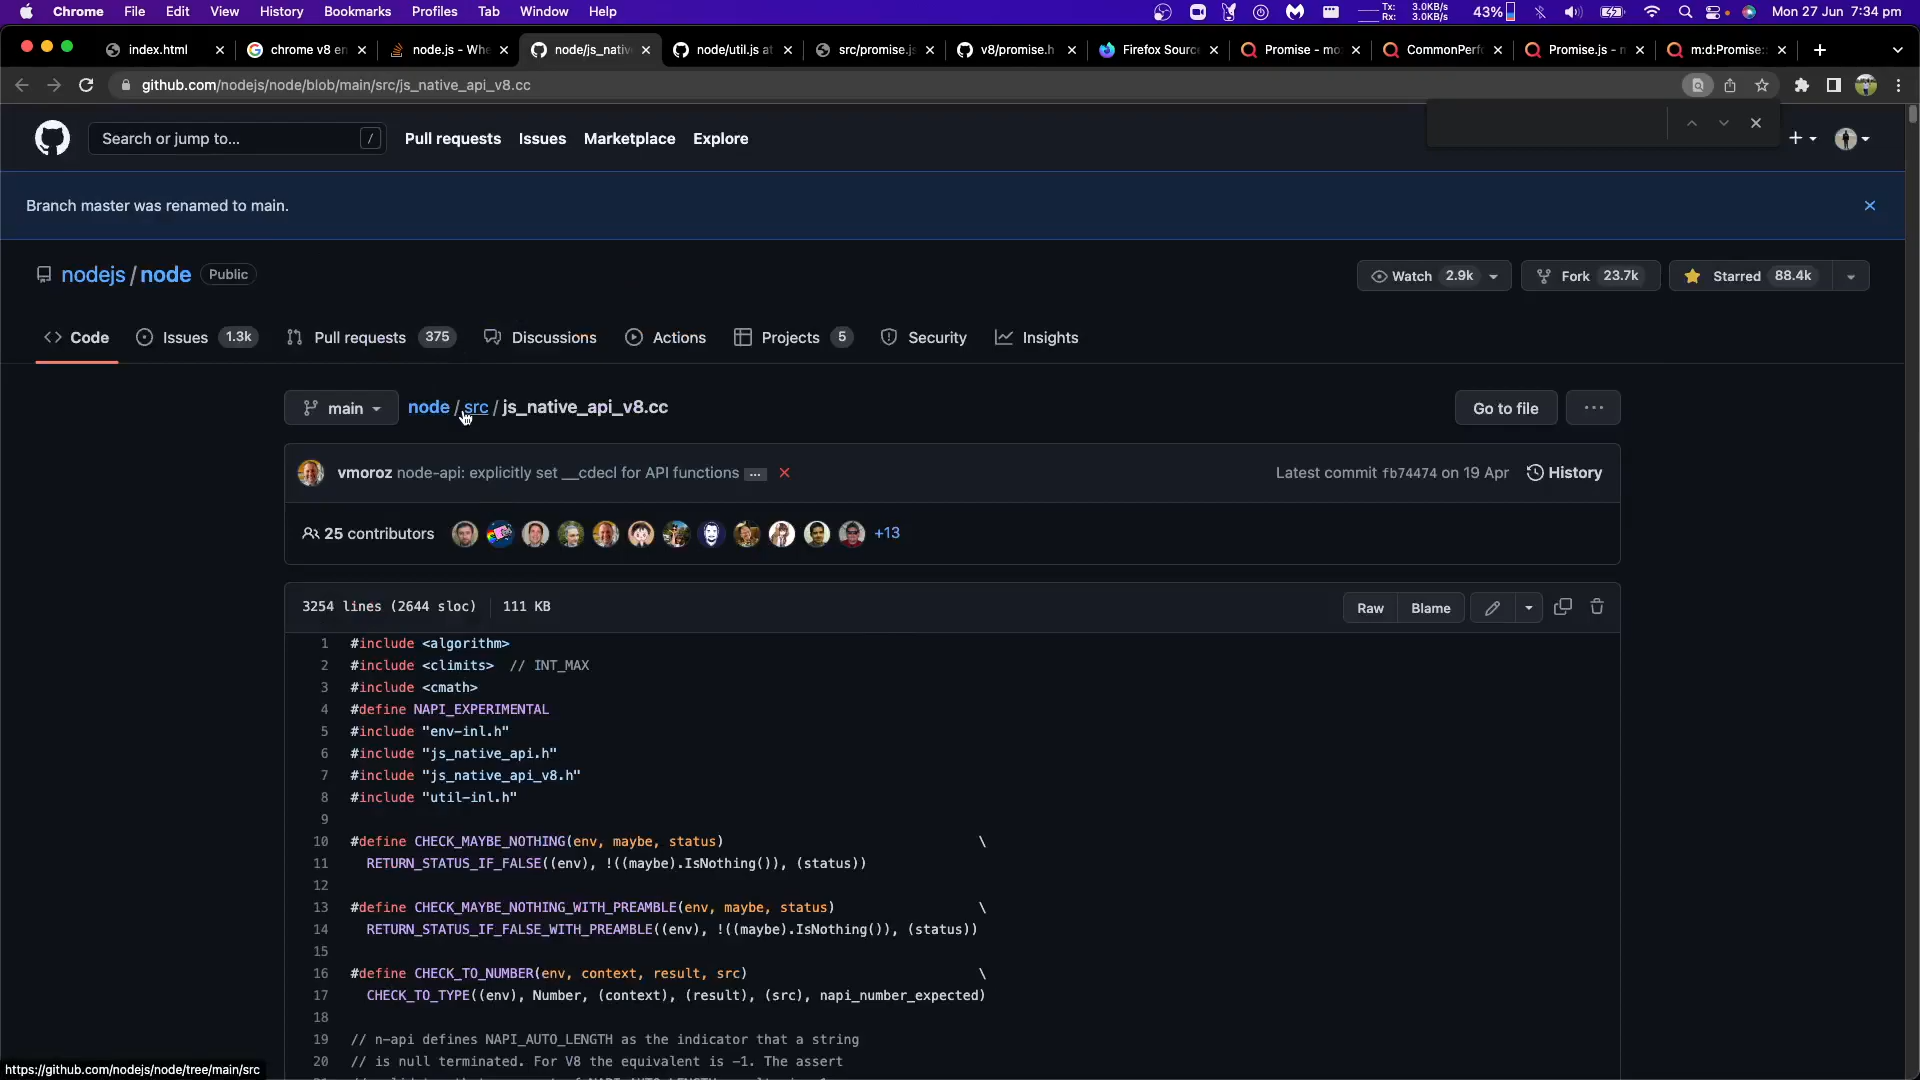 Chrome File Edit View History Bookmarks Profiles Tab Window Help Tx: Rx: 3.0KB/s 3.0KB/s 43% Mon 27 Jun 7:34 pm
index.html chrome v8 en node.js - Whe node/js_nativ node/util.js at src/promise.js v8/promise.h Firefox Sourc Promise - mo CommonPerf Promise.js - m m:d:Promise:
github.com/nodejs/node/blob/main/src/js_native_api_v8.cc
Search or jump to... / Pull requests Issues Marketplace Explore
Branch master was renamed to main.
nodejs / node Public
Watch 2.9k Fork 23.7k Starred 88.4k
Code Issues 1.3k Pull requests 375 Discussions Actions Projects 5 Security Insights
main node / src / js_native_api_v8.cc Go to file ...
vmoroz node-api: explicitly set __cdecl for API functions ... Latest commit fb74474 on 19 Apr History
25 contributors +13
3254 lines (2644 sloc) 111 KB Raw Blame
1 #include <algorithm>
2 #include <climits> // INT_MAX
3 #include <cmath>
4 #define NAPI_EXPERIMENTAL
5 #include "env-inl.h"
6 #include "js_native_api.h"
7 #include "js_native_api_v8.h"
8 #include "util-inl.h"
9
10 #define CHECK_MAYBE_NOTHING(env, maybe, status) \
11 RETURN_STATUS_IF_FALSE((env), !((maybe).IsNothing()), (status))
12
13 #define CHECK_MAYBE_NOTHING_WITH_PREAMBLE(env, maybe, status) \
14 RETURN_STATUS_IF_FALSE_WITH_PREAMBLE((env), !((maybe).IsNothing()), (status))
15
16 #define CHECK_TO_NUMBER(env, context, result, src) \
17 CHECK_TO_TYPE((env), Number, (context), (result), (src), napi_number_expected)
18
19 // n-api defines NAPI_AUTO_LENGTH as the indicator that a string
20 // is null terminated. For V8 the equivalent is -1. The assert
https://github.com/nodejs/node/tree/main/src